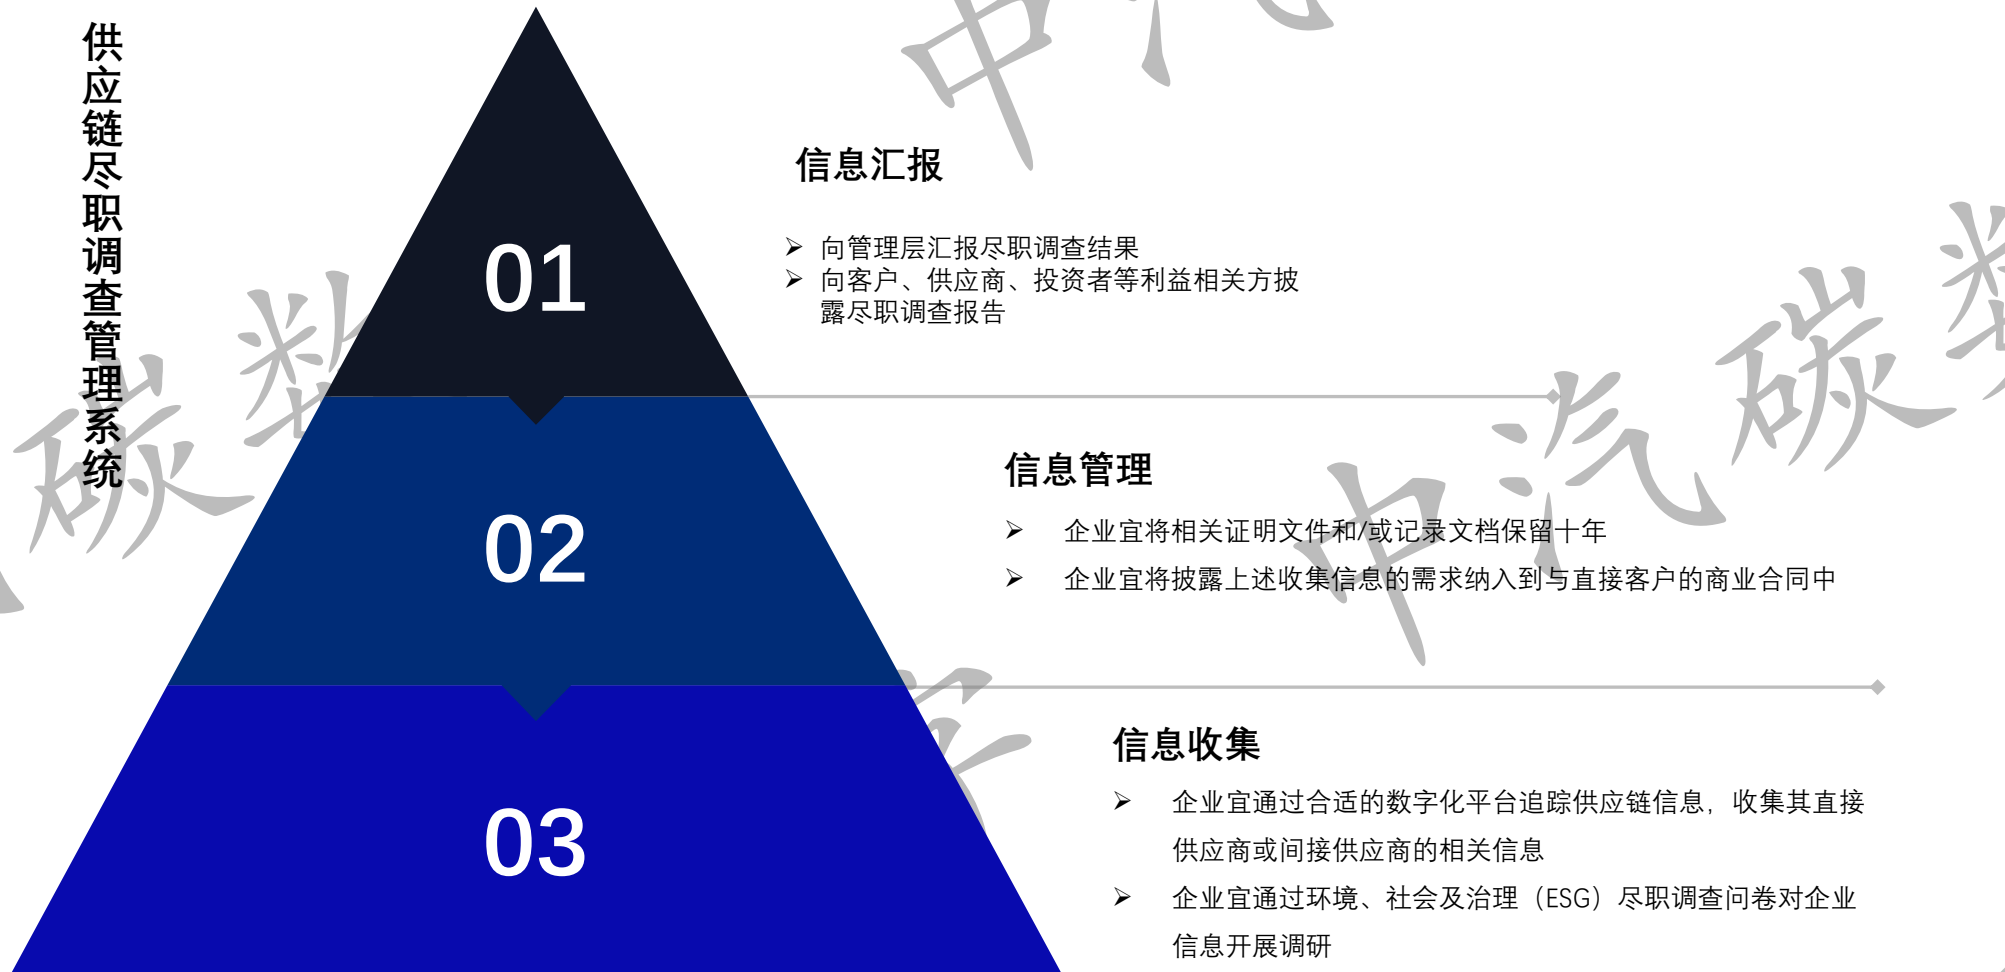 供应链尽职调查管理系统
01
信息汇报
➢ 向管理层汇报尽职调查结果
➢ 向客户、供应商、投资者等利益相关方披
露尽职调查报告
02
信息管理
➢ 企业宜将相关证明文件和/或记录文档保留十年
➢ 企业宜将披露上述收集信息的需求纳入到与直接客户的商业合同中
03
信息收集
➢ 企业宜通过合适的数字化平台追踪供应链信息，收集其直接
供应商或间接供应商的相关信息
➢ 企业宜通过环境、社会及治理（ESG）尽职调查问卷对企业
信息开展调研
中汽
碳数
中汽碳数
字